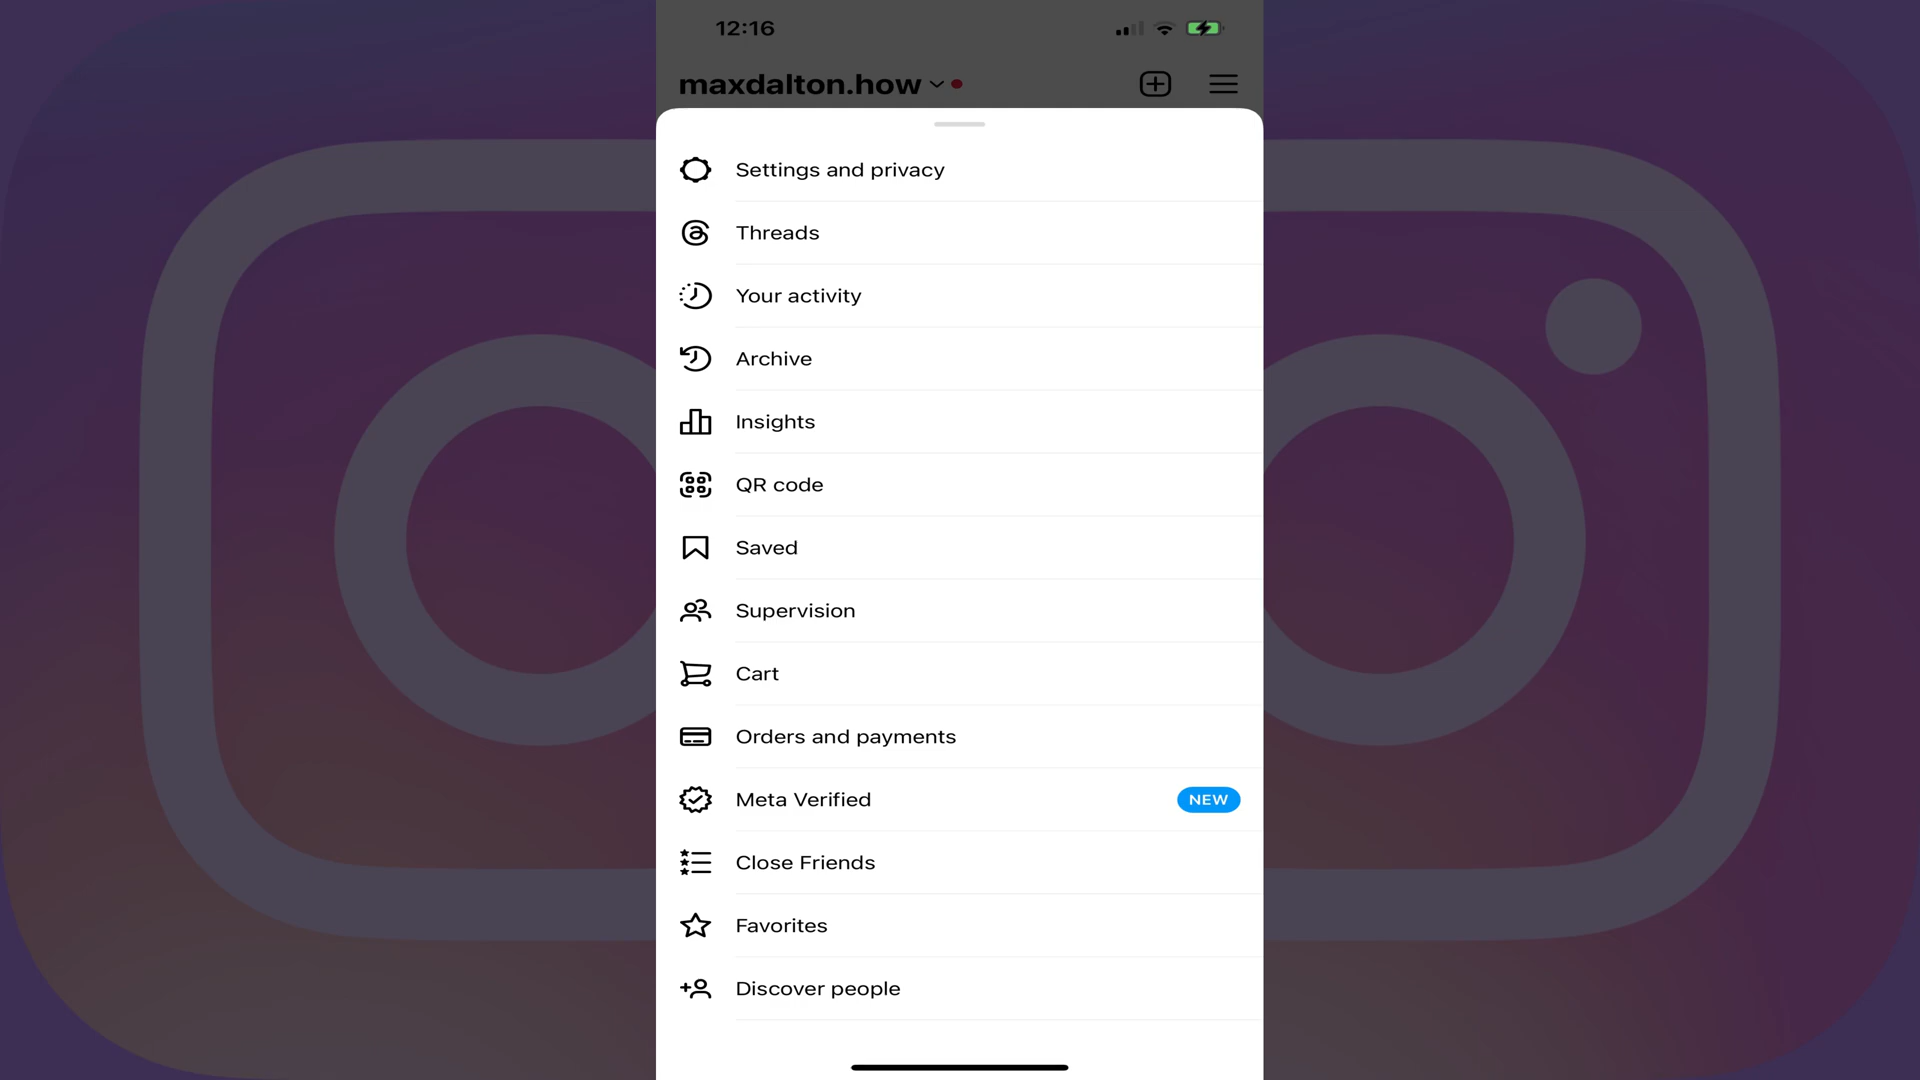 12:16
maxdalton.how
Settings and privacy
Threads
Your activity
Archive
Insights
QR code
Saved
Supervision
Cart
Orders and payments
Meta Verified NEW
Close Friends
Favorites
Discover people